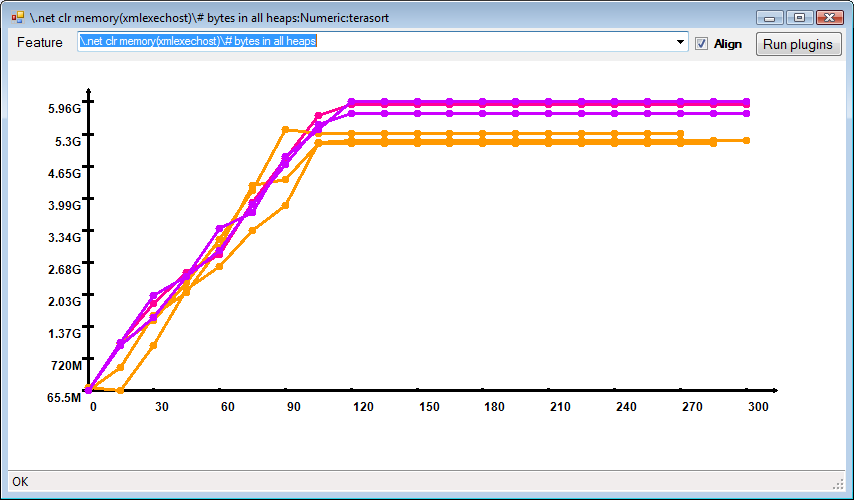 \.net clr memory(xmlexechost)\# bytes in all heaps:Numeric:terasort
Feature \.net clr memory(xmlexechost)\# bytes in all heaps Align Run plugins
5.96G
5.3G
4.65G
3.99G
3.34G
2.68G
2.03G
1.37G
720M
65.5M
0 30 60 90 120 150 180 210 240 270 300
OK